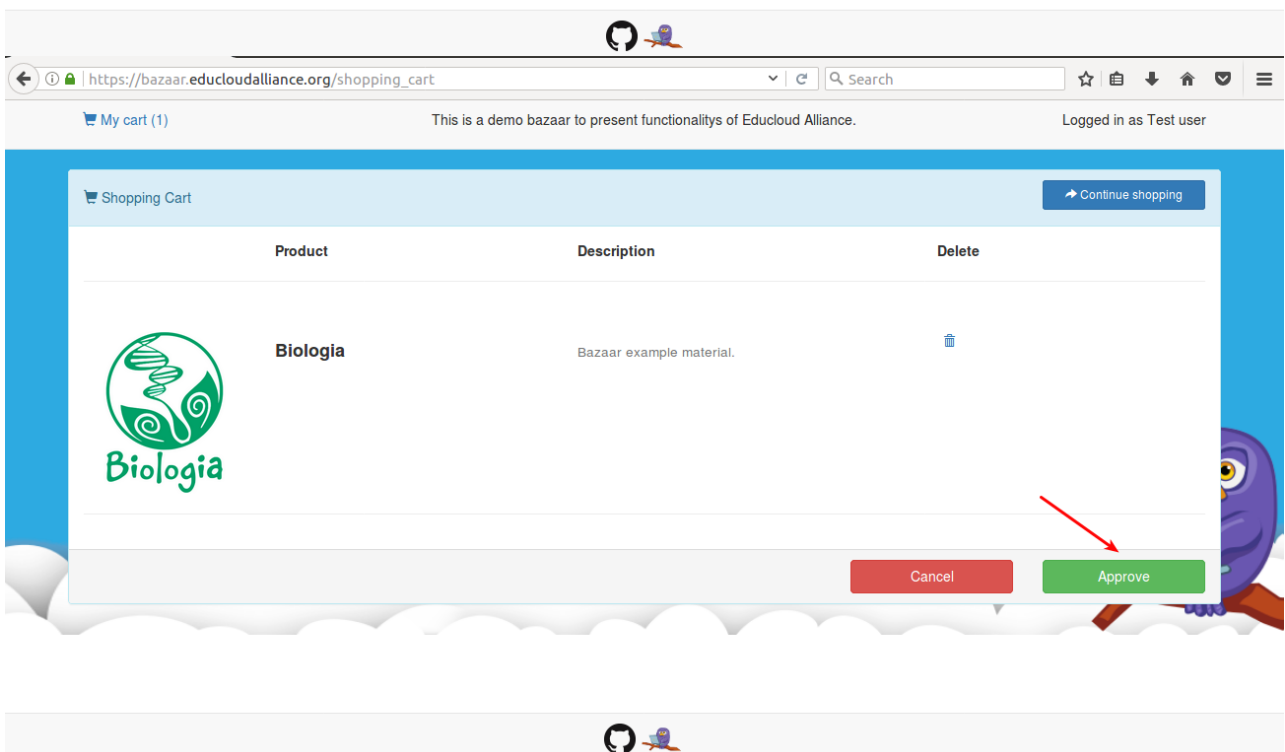 https://bazaar.educloudalliance.org/shopping_cart
Search
My cart (1)
This is a demo bazaar to present functionalitys of Educloud Alliance.
Logged in as Test user
Shopping Cart
Continue shopping
Product
Description
Delete
Biologia
Bazaar example material.
Biologia
Cancel
Approve